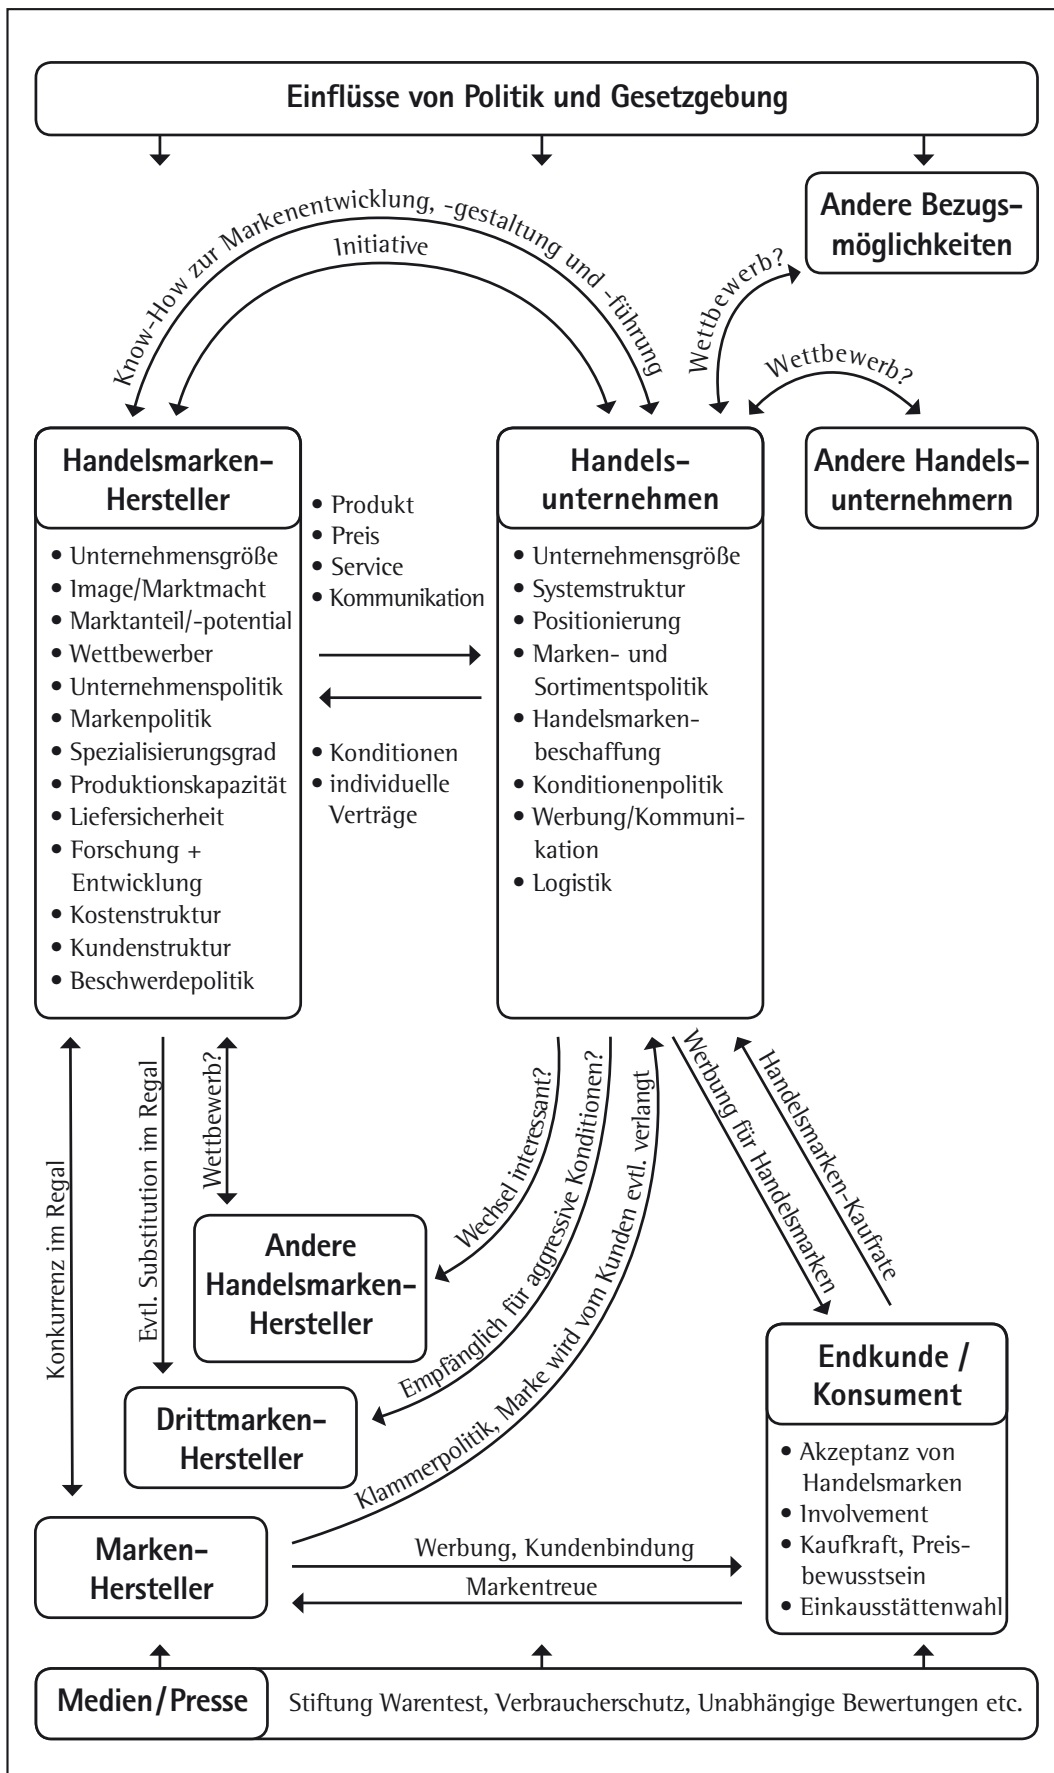 Einflüsse von Politik und Gesetzgebung
Andere Bezugs-
möglichkeiten
Know-How zur Markenentwicklung, -gestaltung und -führung
Initiative
Wettbewerb?
Wettbewerb?
Handelsmarken-
Hersteller
• Unternehmensgröße
• Image/Marktmacht
• Marktanteil/-potential
• Wettbewerber
• Unternehmenspolitik
• Markenpolitik
• Spezialisierungsgrad
• Produktionskapazität
• Liefersicherheit
• Forschung +
Entwicklung
• Kostenstruktur
• Kundenstruktur
• Beschwerdepolitik
• Produkt
• Preis
• Service
• Kommunikation
• Konditionen
• individuelle
Verträge
Handels-
unternehmen
• Unternehmensgröße
• Systemstruktur
• Positionierung
• Marken- und
Sortimentspolitik
• Handelsmarken-
beschaffung
• Konditionenpolitik
• Werbung/Kommuni-
kation
• Logistik
Andere Handels-
unternehmern
Konkurrenz im Regal
Evtl. Substitution im Regal
Wettbewerb?
Wechsel interessant?
Empfänglich für aggressive Konditionen?
Klammerpolitik, Marke wird vom Kunden evtl. verlangt
Werbung für Handelsmarken
Handelsmarken-Kaufrate
Andere
Handelsmarken-
Hersteller
Drittmarken-
Hersteller
Marken-
Hersteller
Werbung, Kundenbindung
Markentreue
Endkunde /
Konsument
• Akzeptanz von
Handelsmarken
• Involvement
• Kaufkraft, Preis-
bewusstsein
• Einkausstättenwahl
Medien/Presse
Stiftung Warentest, Verbraucherschutz, Unabhängige Bewertungen etc.